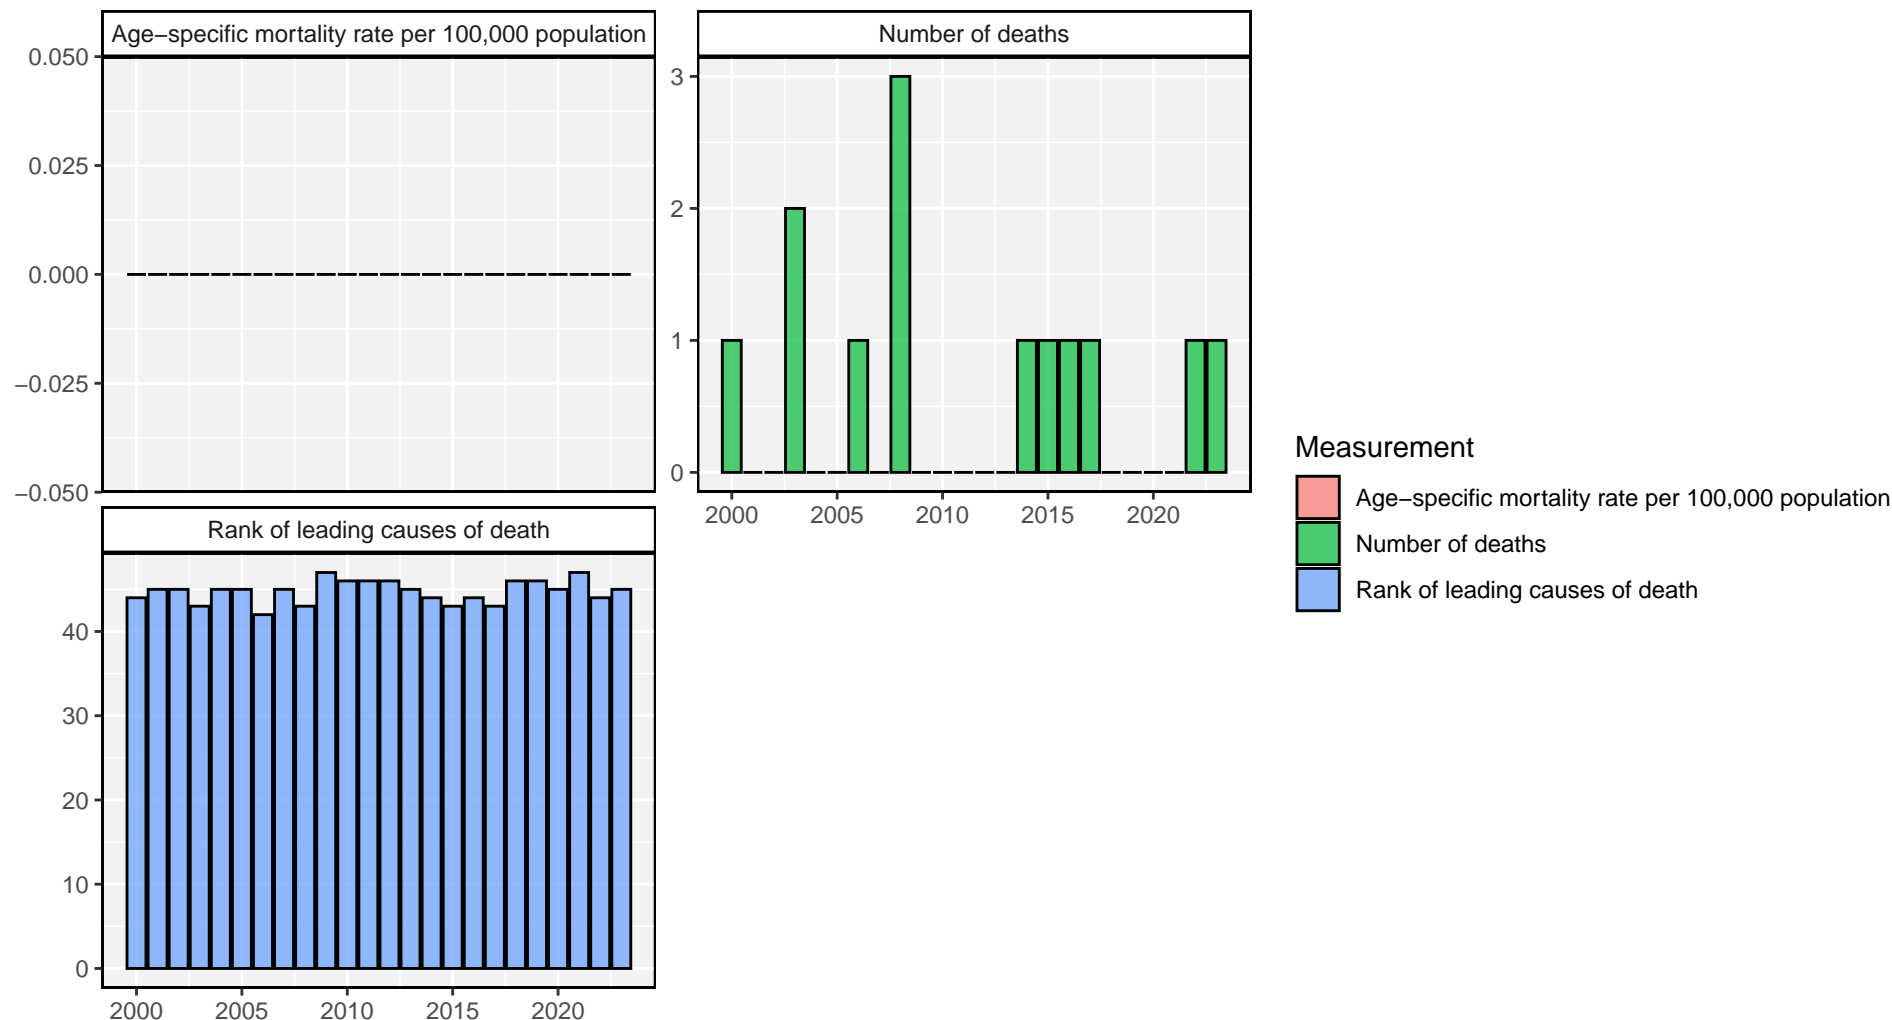 Age−specific mortality rate per 100,000 population
0.050
0.025
0.000
−0.025
−0.050
Number of deaths
3
2
1
0
2000 2005 2010 2015 2020
Rank of leading causes of death
40
30
20
10
0
2000 2005 2010 2015 2020
Measurement
Age−specific mortality rate per 100,000 population
Number of deaths
Rank of leading causes of death